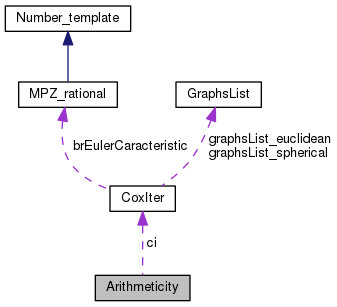 Number_template
MPZ_rational
GraphsList
brEulerCaracteristic
graphsList_euclidean
graphsList_spherical
CoxIter
ci
Arithmeticity